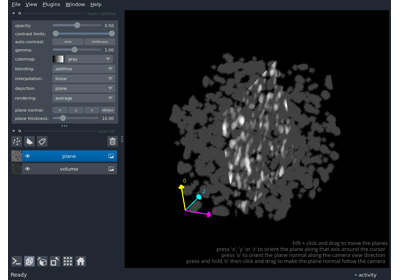 File View Plugins Window Help
opacity: 0.50
contrast limits:
auto-contrast: once continuous
gamma: 1.00
colormap: gray
blending: additive
interpolation: linear
depiction: plane
rendering: average
plane normal: x y z oblique
plane thickness: 10.00
plane
volume
0
hift + click and drag to move the planes
press 'x', 'y' or 'z' to orient the plane along that axis around the cursor
press 'o' to orient the plane normal along the camera view direction
press and hold 'o' then click and drag to make the plane normal follow the camera
Ready
activity